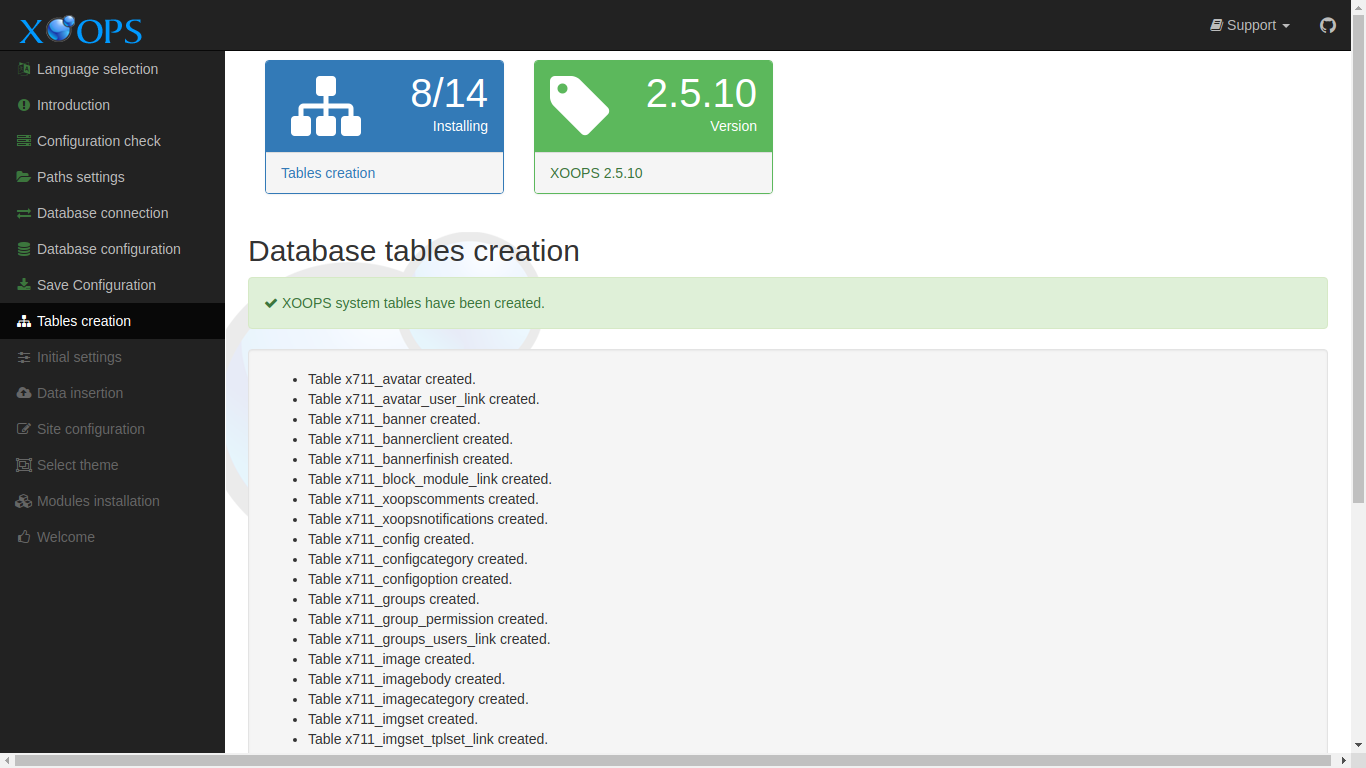 XOOPS
Support
Language selection
Introduction
Configuration check
Paths settings
Database connection
Database configuration
Save Configuration
Tables creation
Initial settings
Data insertion
Site configuration
Select theme
Modules installation
Welcome
8/14
Installing
Tables creation
2.5.10
Version
XOOPS 2.5.10
Database tables creation
XOOPS system tables have been created.
Table x711_avatar created.
Table x711_avatar_user_link created.
Table x711_banner created.
Table x711_bannerclient created.
Table x711_bannerfinish created.
Table x711_block_module_link created.
Table x711_xoopscomments created.
Table x711_xoopsnotifications created.
Table x711_config created.
Table x711_configcategory created.
Table x711_configoption created.
Table x711_groups created.
Table x711_group_permission created.
Table x711_groups_users_link created.
Table x711_image created.
Table x711_imagebody created.
Table x711_imagecategory created.
Table x711_imgset created.
Table x711_imgset_tplset_link created.